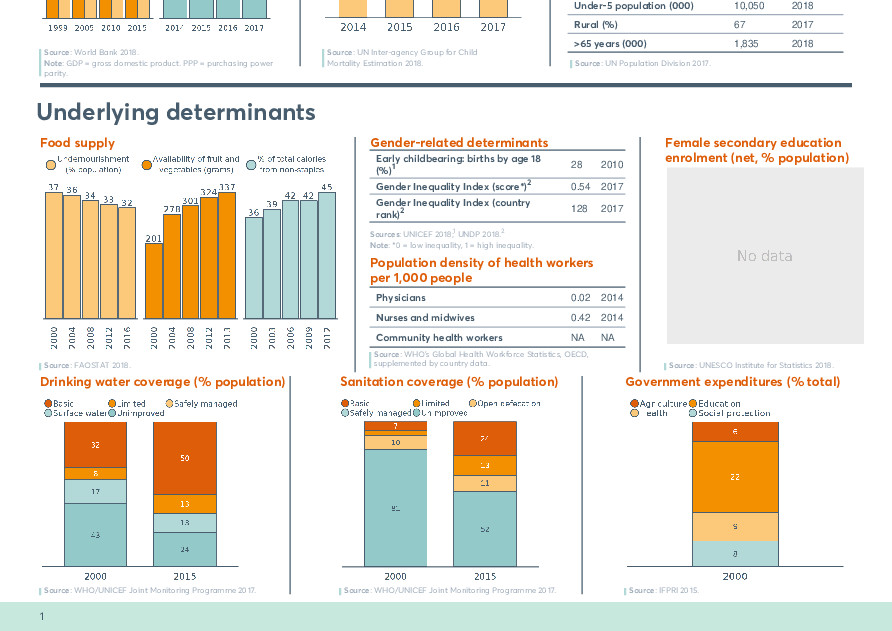 1999 2005 2010 2015
2014 2015 2016 2017
Source: World Bank 2018.
Note: GDP = gross domestic product. PPP = purchasing power
parity.
2014 2015 2016 2017
Source: UN Inter-agency Group for Child
Mortality Estimation 2018.
Under-5 population (000) 10,050 2018
Rural (%) 67 2017
>65 years (000) 1,835 2018
Source: UN Population Division 2017.
Underlying determinants
Food supply
Undernourishment
(% population)
Availability of fruit and
vegetables (grams)
% of total calories
from non-staples
37 36 34 33 32
201 278 301 324 337
36 39 42 42 45
2000 2004 2008 2012 2016
2000 2004 2008 2012
2000 2003 2006 2009 2012
Source: FAOSTAT 2018.
Gender-related determinants
Early childbearing: births by age 18
(%)1 28 2010
Gender Inequality Index (score*)2 0.54 2017
Gender Inequality Index (country
rank)2 128 2017
Sources: UNICEF 2018,1 UNDP 2018.2
Note: *0 = low inequality, 1 = high inequality.
Population density of health workers
per 1,000 people
Physicians 0.02 2014
Nurses and midwives 0.42 2014
Community health workers NA NA
Source: WHO's Global Health Workforce Statistics, OECD,
supplemented by country data.
Female secondary education
enrolment (net, % population)
No data
Source: UNESCO Institute for Statistics 2018.
Drinking water coverage (% population)
Basic Limited Safely managed
Surface water Unimproved
32
8
17
43
50
13
13
24
2000 2015
Source: WHO/UNICEF Joint Monitoring Programme 2017.
Sanitation coverage (% population)
Basic Limited Open defecation
Safely managed Unimproved
7
10
81
24
13
11
52
2000 2015
Source: WHO/UNICEF Joint Monitoring Programme 2017.
Government expenditures (% total)
Agriculture Education
Health Social protection
6
22
9
8
2000
Source: IFPRI 2015.
1